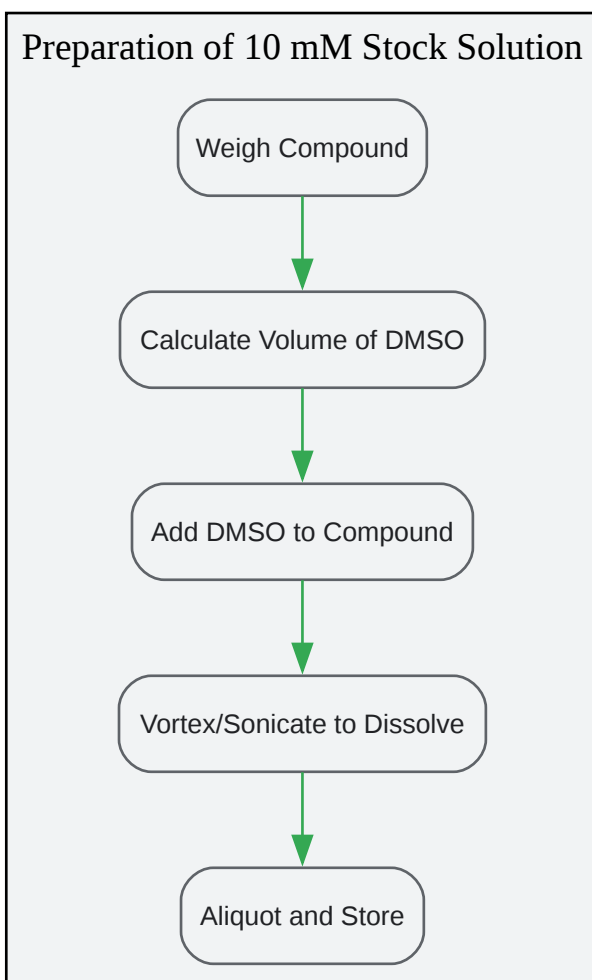 Preparation of 10 mM Stock Solution
Weigh Compound
Calculate Volume of DMSO
Add DMSO to Compound
Vortex/Sonicate to Dissolve
Aliquot and Store